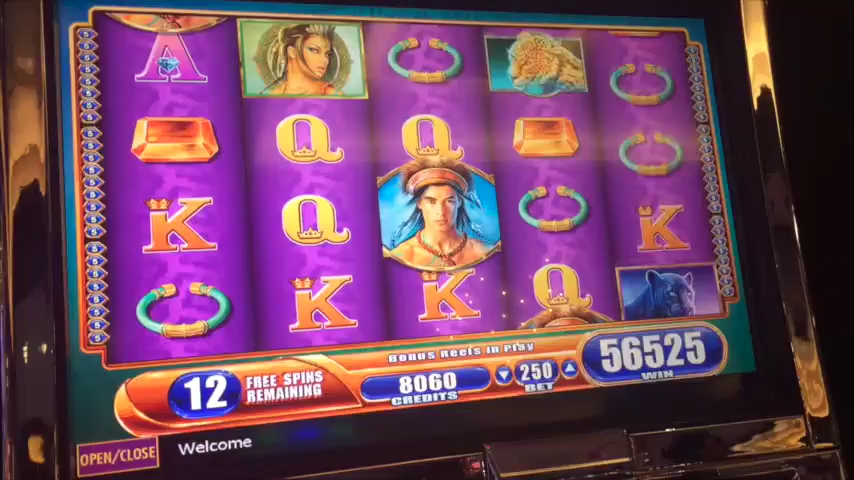 A
Q
Q
Q
K
K
K
K
Q
Bonus Reels in Play
12
FREE SPINS
REMAINING
8060
CREDITS
250
BET
56525
WIN
OPEN/CLOSE
Welcome